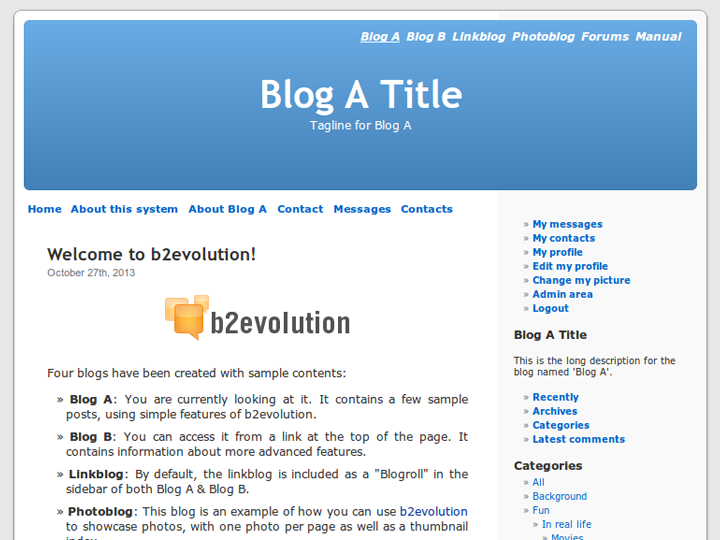 Blog A Blog B Linkblog Photoblog Forums Manual
Blog A Title
Tagline for Blog A
Home About this system About Blog A Contact Messages Contacts
Welcome to b2evolution!
October 27th, 2013
b2evolution
Four blogs have been created with sample contents:
» Blog A: You are currently looking at it. It contains a few sample
posts, using simple features of b2evolution.
» Blog B: You can access it from a link at the top of the page. It
contains information about more advanced features.
» Linkblog: By default, the linkblog is included as a "Blogroll" in the
sidebar of both Blog A & Blog B.
» Photoblog: This blog is an example of how you can use b2evolution
to showcase photos, with one photo per page as well as a thumbnail
index.
» My messages
» My contacts
» My profile
» Edit my profile
» Change my picture
» Admin area
» Logout
Blog A Title
This is the long description for the
blog named 'Blog A'.
» Recently
» Archives
» Categories
» Latest comments
Categories
» All
» Background
» Fun
» In real life
» Movies